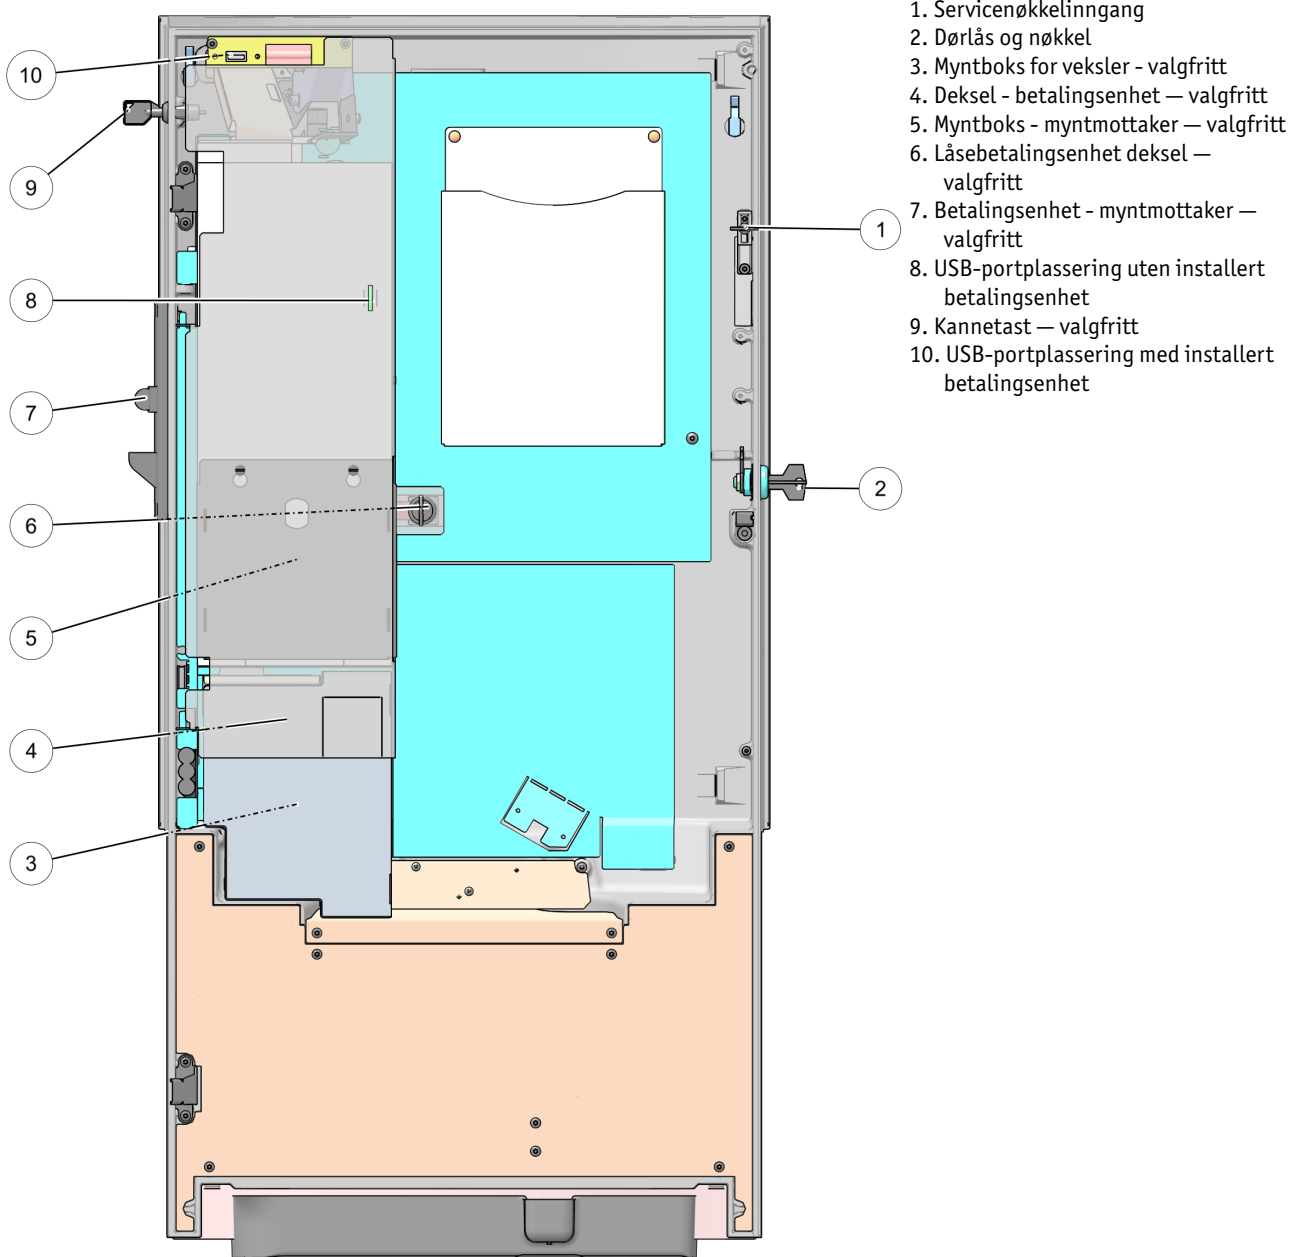 1. Servicenøkkelinngang
2. Dørlås og nøkkel
3. Myntboks for veksler - valgfritt
4. Deksel - betalingsenhet — valgfritt
5. Myntboks - myntmottaker — valgfritt
6. Låsebetalingsenhet deksel —
valgfritt
7. Betalingsenhet - myntmottaker —
valgfritt
8. USB-portplassering uten installert
betalingsenhet
9. Kannetast — valgfritt
10. USB-portplassering med installert
betalingsenhet
10
9
8
7
6
5
4
3
1
2